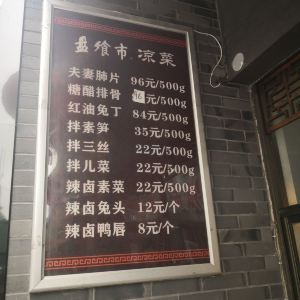 飨市.凉菜
夫妻肺片 96元/500g
糖醋排骨 元/500g
红油兔丁 84元/500g
拌素笋 35元/500g
拌三丝 22元/500g
拌儿菜 22元/500g
辣卤素菜 22元/500g
辣卤兔头 12元/个
辣卤鸭唇 8元/个